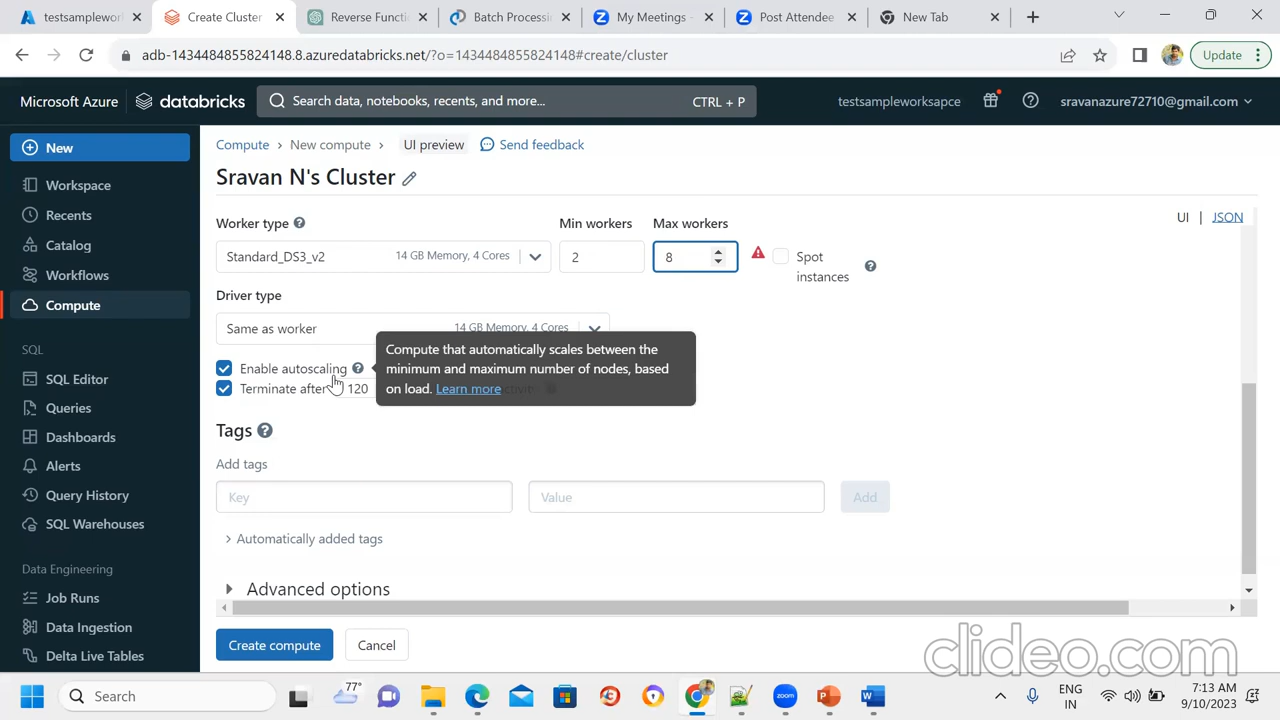 testsampleworks
Create Cluster
Reverse Functi
Batch Processi
My Meetings -
Post Attendee
New Tab
adb-1434484855824148.8.azuredatabricks.net/?o=1434484855824148#create/cluster
Update
Microsoft Azure
databricks
Search data, notebooks, recents, and more...
CTRL + P
testsampleworksapce
sravanazure72710@gmail.com
New
Workspace
Recents
Catalog
Workflows
Compute
SQL
SQL Editor
Queries
Dashboards
Alerts
Query History
SQL Warehouses
Data Engineering
Job Runs
Data Ingestion
Delta Live Tables
Compute › New compute › UI preview Send feedback
Sravan N's Cluster
UI | JSON
Worker type
Min workers
Max workers
Standard_DS3_v2
14 GB Memory, 4 Cores
2
8
Spot
instances
Driver type
Same as worker
14 GB Memory, 4 Cores
Enable autoscaling
Terminate after 120
Compute that automatically scales between the
minimum and maximum number of nodes, based
on load. Learn more
Tags
Add tags
Key
Value
Add
Automatically added tags
Advanced options
Create compute
Cancel
clideo.com
77°
Search
ENG
IN
7:13 AM
9/10/2023